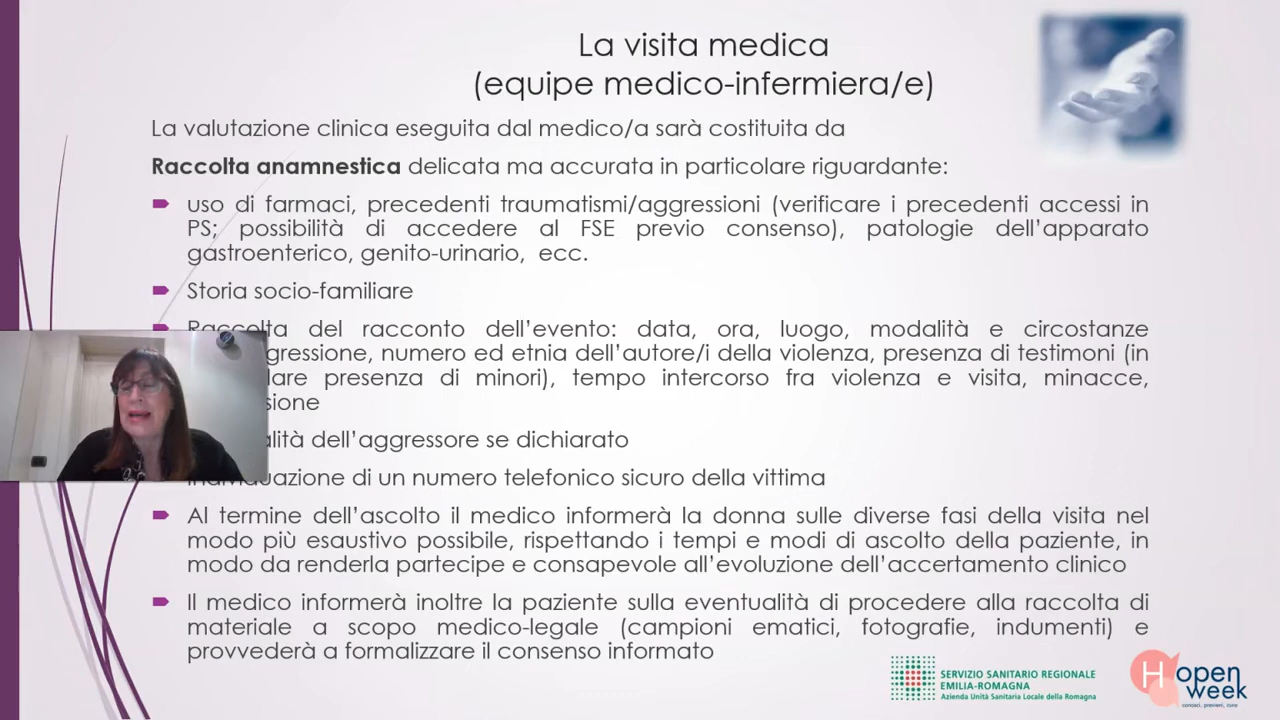 La visita medica
(equipe medico-infermiera/e)
La valutazione clinica eseguita dal medico/a sarà costituita da
Raccolta anamnestica delicata ma accurata in particolare riguardante:
uso di farmaci, precedenti traumatismi/aggressioni (verificare i precedenti accessi in
PS; possibilità di accedere al FSE previo consenso), patologie dell'apparato
gastroenterico, genito-urinario, ecc.
Storia socio-familiare
Raccolta del racconto dell'evento: data, ora, luogo, modalità e circostanze
numero ed etnia dell'autore/i della violenza, presenza di testimoni (in
presenza di minori), tempo intercorso fra violenza e visita, minacce,
dell'aggressore se dichiarato
di un numero telefonico sicuro della vittima
Al termine dell'ascolto il medico informerà la donna sulle diverse fasi della visita nel
modo più esaustivo possibile, rispettando i tempi e modi di ascolto della paziente, in
modo da renderla partecipe e consapevole all'evoluzione dell'accertamento clinico
Il medico informerà inoltre la paziente sulla eventualità di procedere alla raccolta di
materiale a scopo medico-legale (campioni ematici, fotografie, indumenti) e
provvederà a formalizzare il consenso informato
SERVIZIO SANITARIO REGIONALE
EMILIA-ROMAGNA
Azienda Unità Sanitaria Locale della Romagna
H open
week
conosci, previeni, cura